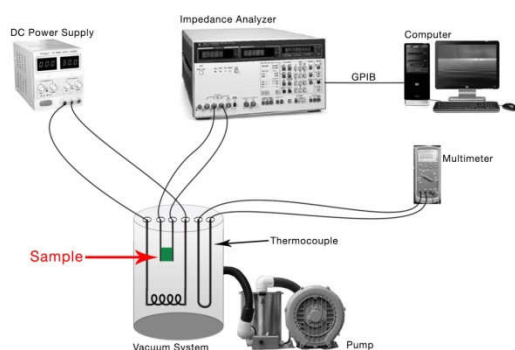 Impedance Analyzer
DC Power Supply
Computer
GPIB
Multimeter
Thermocouple
Sample
Vacuum System
Pump